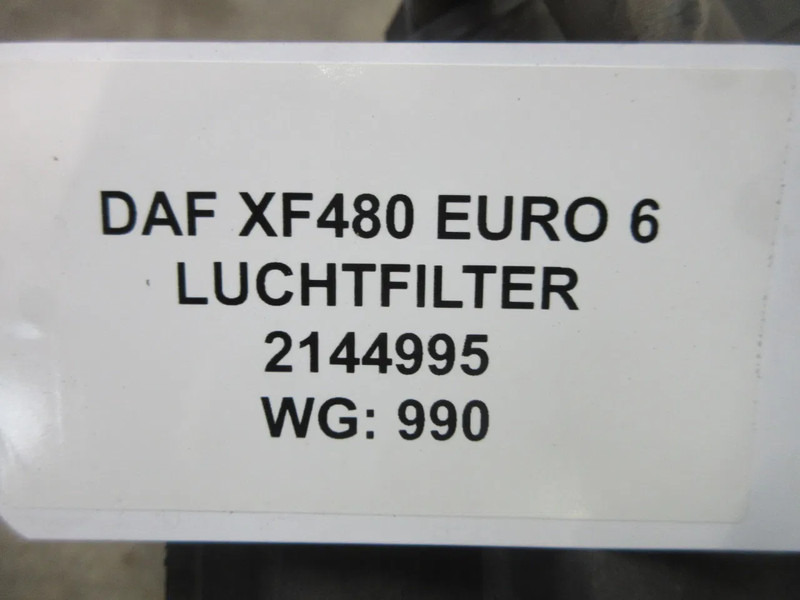 DAF XF480 EURO 6
LUCHTFILTER
2144995
WG: 990